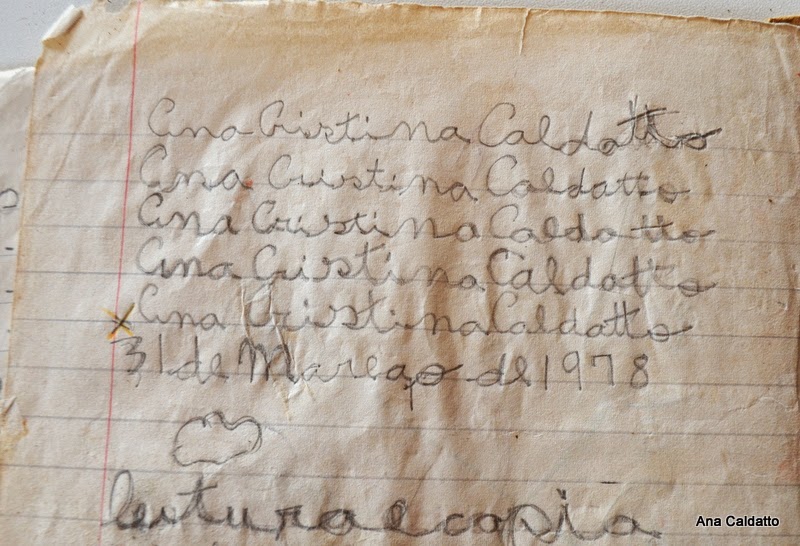 Ana Cristina Caldatto
Ana Cristina Caldatto
Ana Cristina Caldatto
Ana Cristina Caldatto
x Ana Cristina Caldatto
31 de Mareço de 1978
leitura e copia
Ana Caldatto